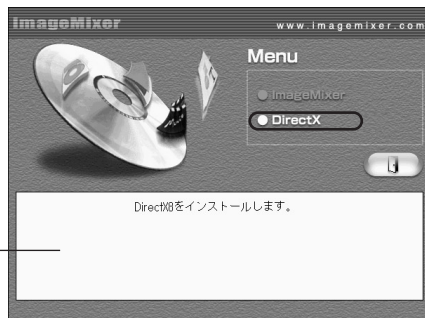 ImageMixer
www.imagemixer.com
Menu
ImageMixer
DirectX
DirectX8をインストールします。